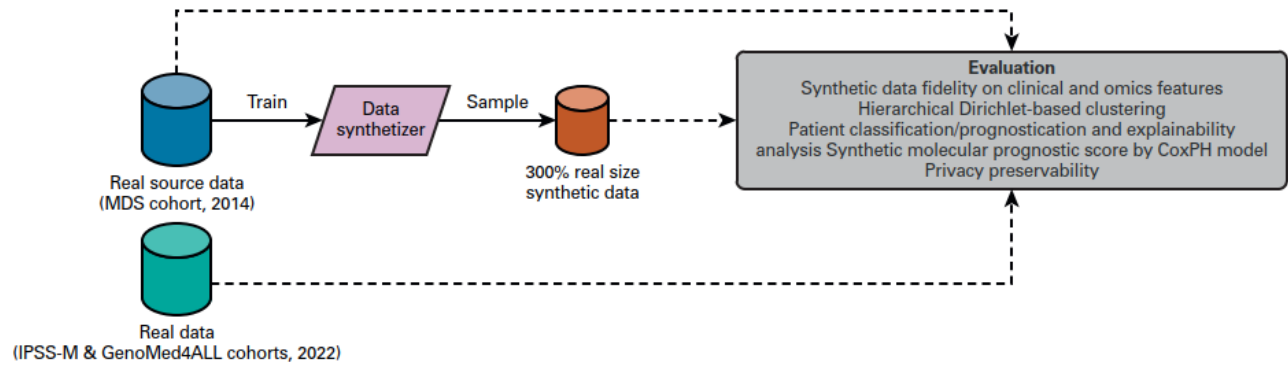 Train
Data
synthetizer
Sample
Real source data
(MDS cohort, 2014)
300% real size
synthetic data
Evaluation
Synthetic data fidelity on clinical and omics features
Hierarchical Dirichlet-based clustering
Patient classification/prognostication and explainability
analysis Synthetic molecular prognostic score by CoxPH model
Privacy preservability
Real data
(IPSS-M & GenoMed4ALL cohorts, 2022)